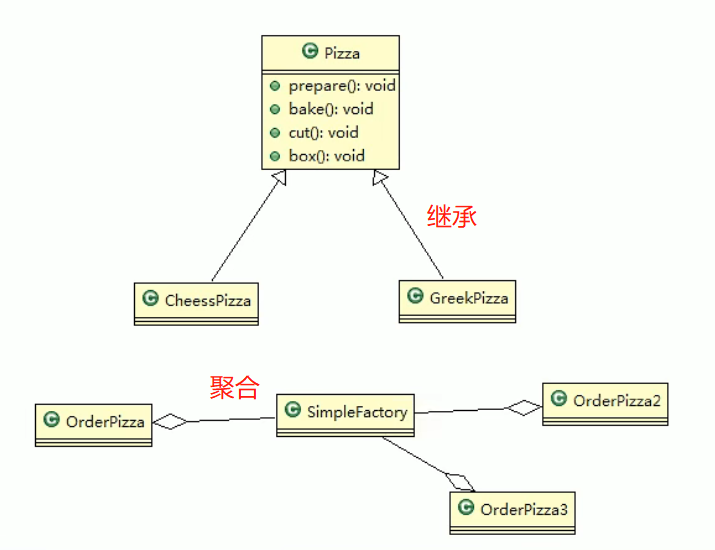 Pizza
prepare(): void
bake(): void
cut(): void
box(): void
继承
CheessPizza
GreekPizza
聚合
OrderPizza
SimpleFactory
OrderPizza2
OrderPizza3